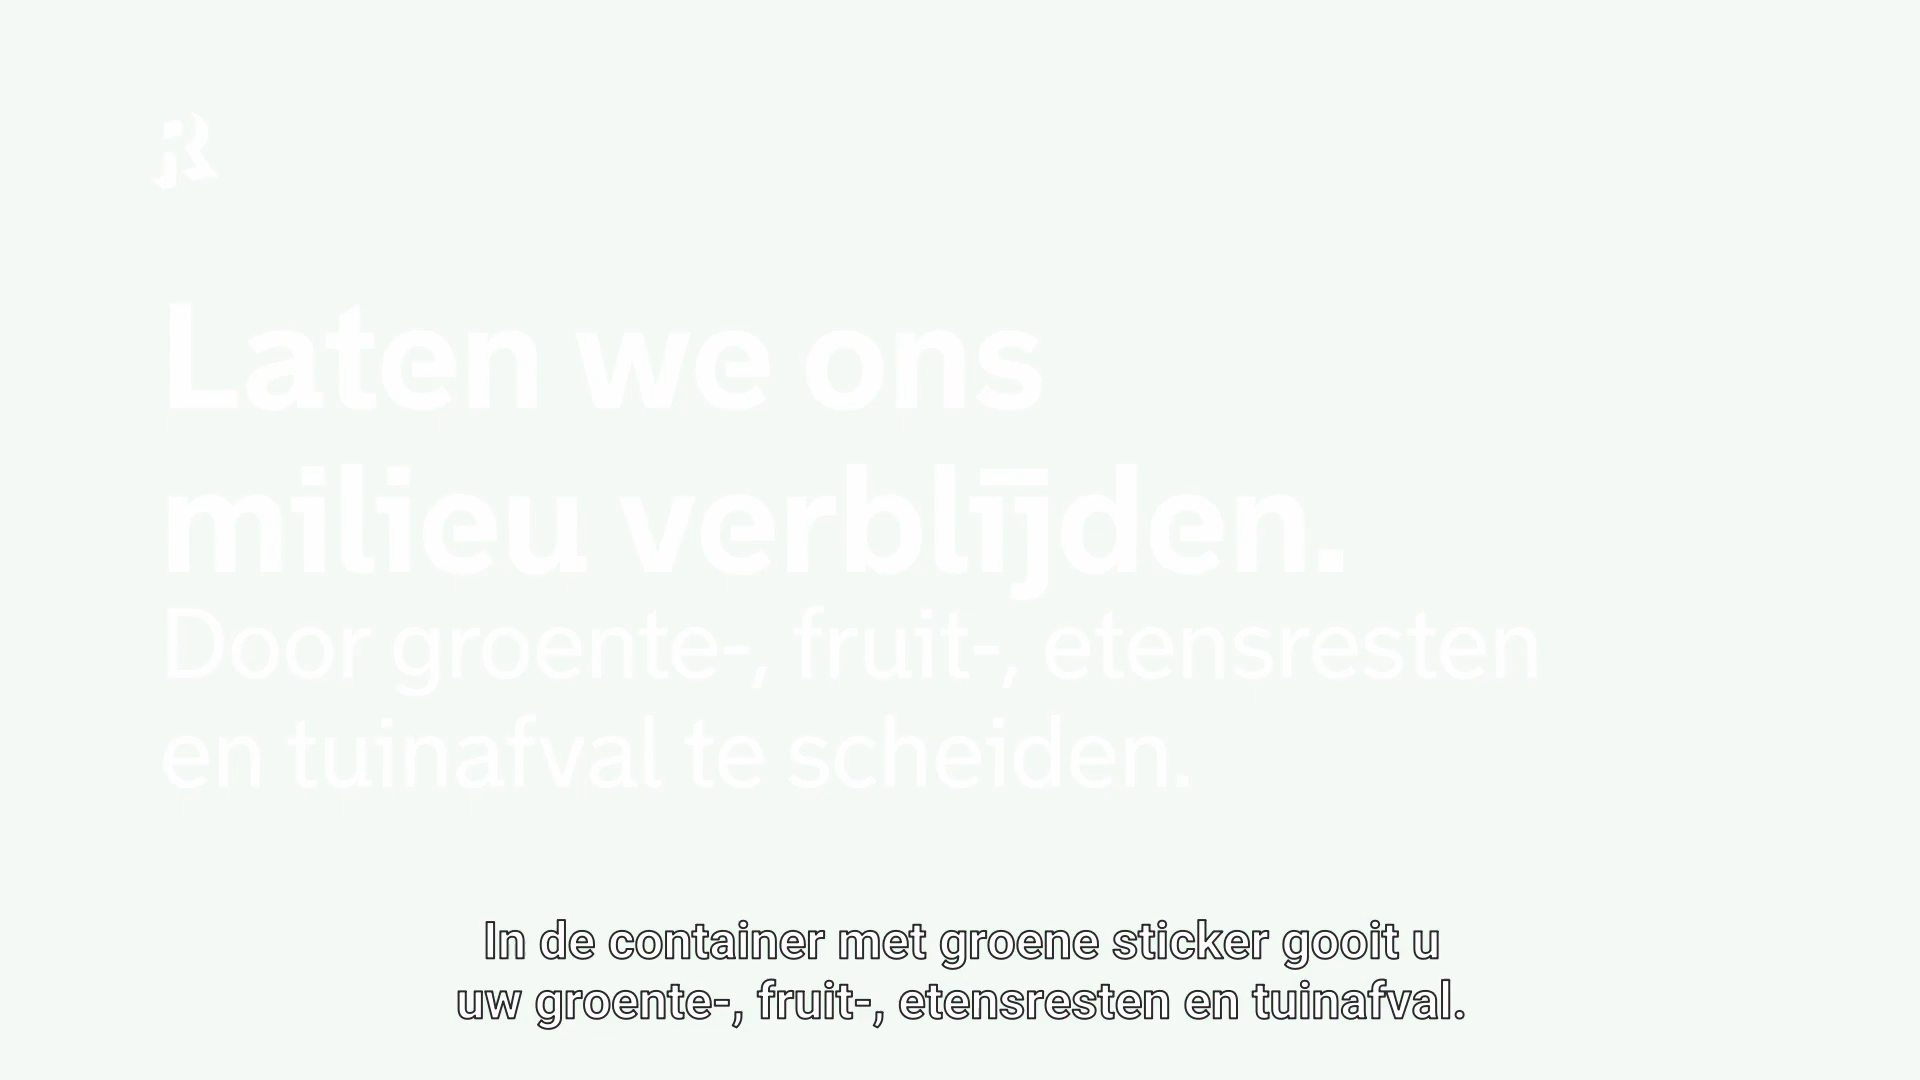 Laten we ons
milieu verblijden.
Door groente-, fruit-, etensresten
en tuinafval te scheiden.
In de container met groene sticker gooit u
uw groente-, fruit-, etensresten en tuinafval.